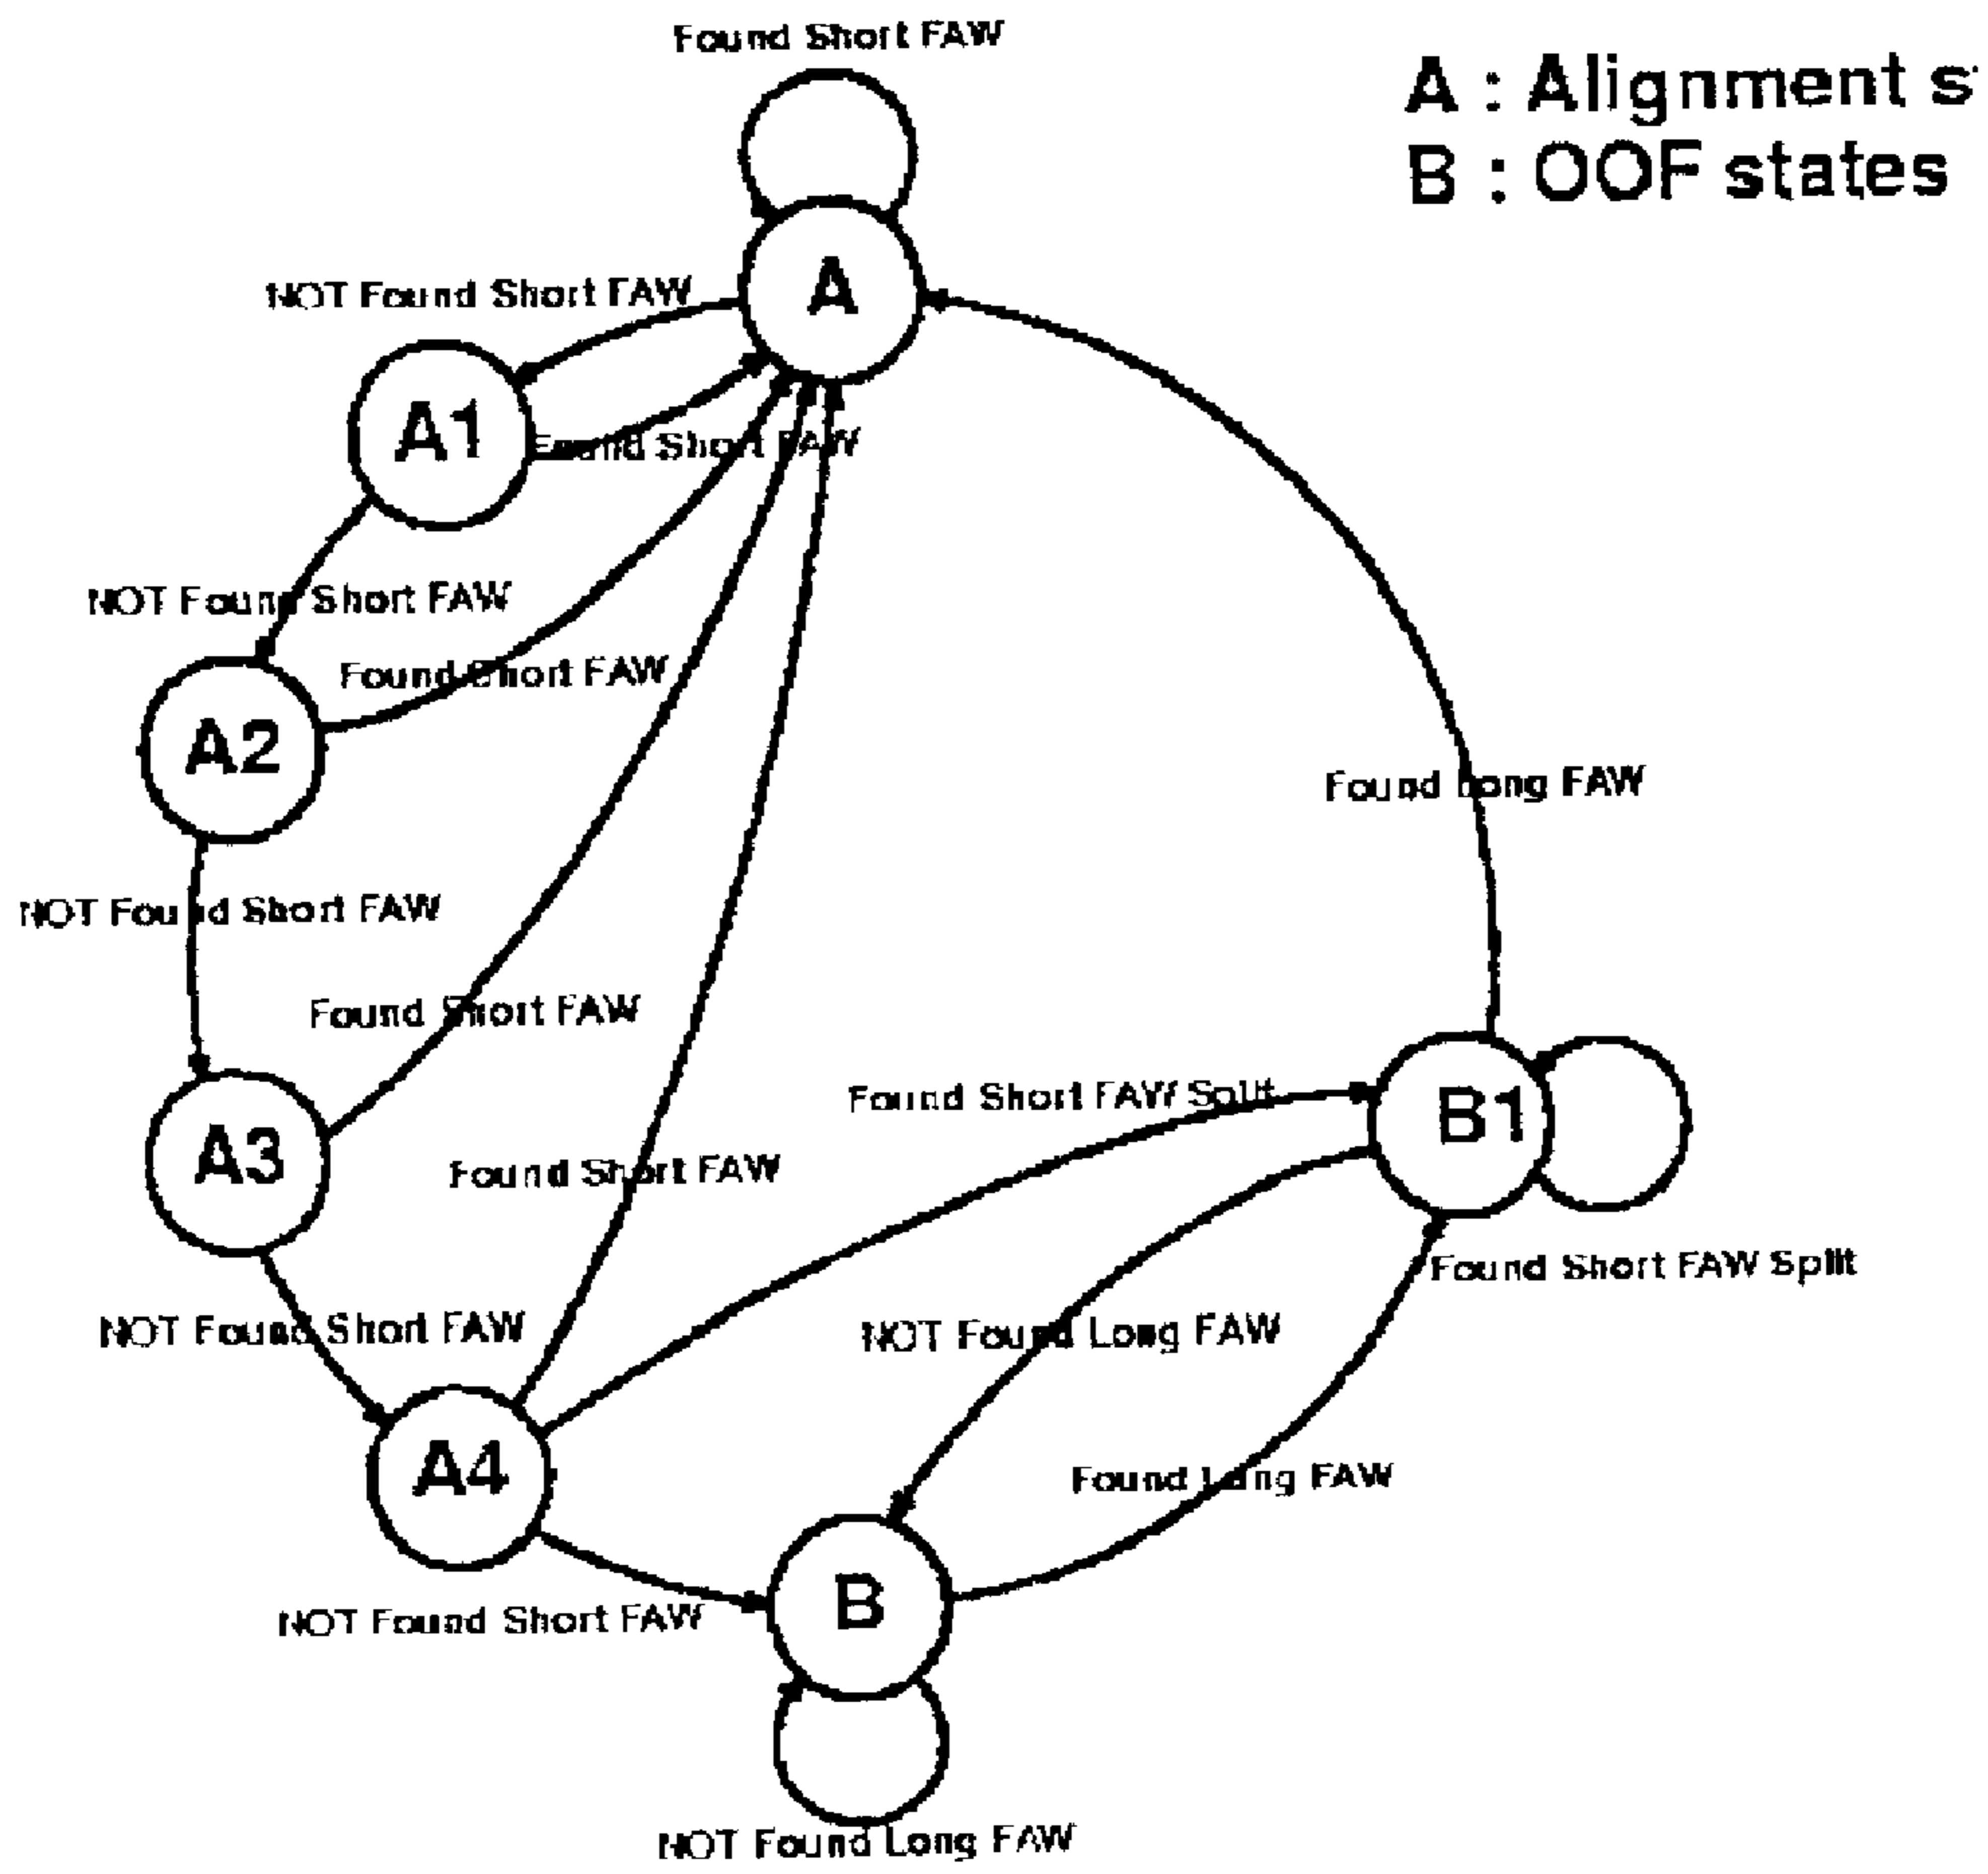 Found Short FAW
A : Alignment s
B : OOF states
A
NOT Found Short FAW
A1
Found Short FAW
NOT Found Short FAW
Found Short FAW
A2
Found Long FAW
NOT Found Short FAW
Found Short FAW
Found Short FAW Split
B1
A3
Found Short FAW
Found Short FAW Split
NOT Found Short FAW
NOT Found Long FAW
A4
Found Long FAW
B
NOT Found Short FAW
NOT Found Long FAW